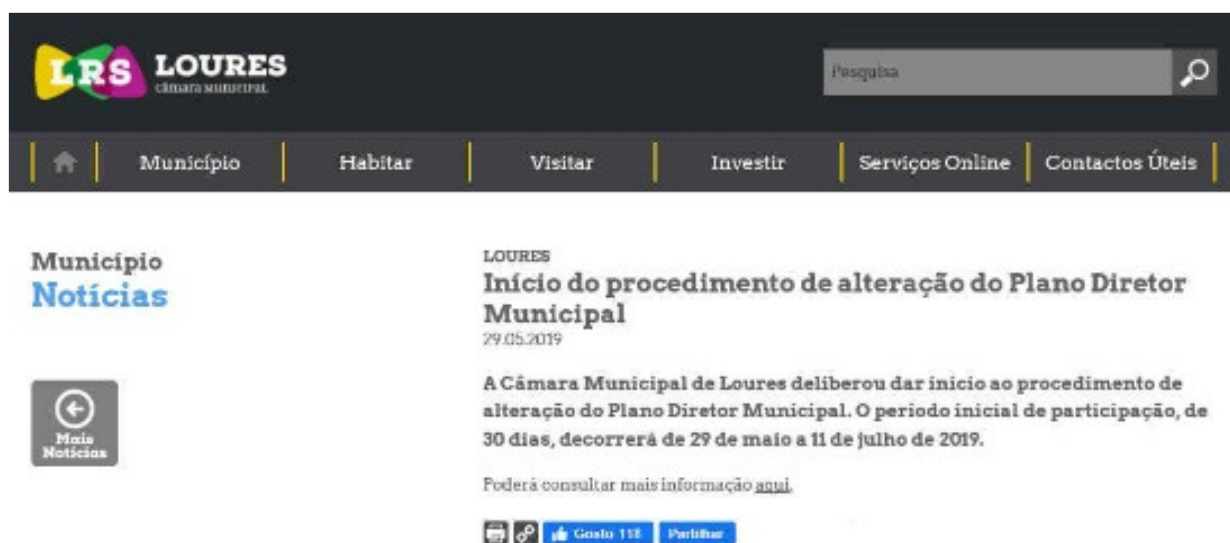 LRS LOURES
CÂMARA MUNICIPAL
Pesquisa
Município Habitar Visitar Investir Serviços Online Contactos Úteis
Município
Notícias
Mais
Notícias
LOURES
Início do procedimento de alteração do Plano Diretor
Municipal
29.05.2019
A Câmara Municipal de Loures deliberou dar início ao procedimento de
alteração do Plano Diretor Municipal. O período inicial de participação, de
30 dias, decorrerá de 29 de maio a 11 de julho de 2019.
Poderá consultar mais informação aqui.
Gosto 118 Partilhar